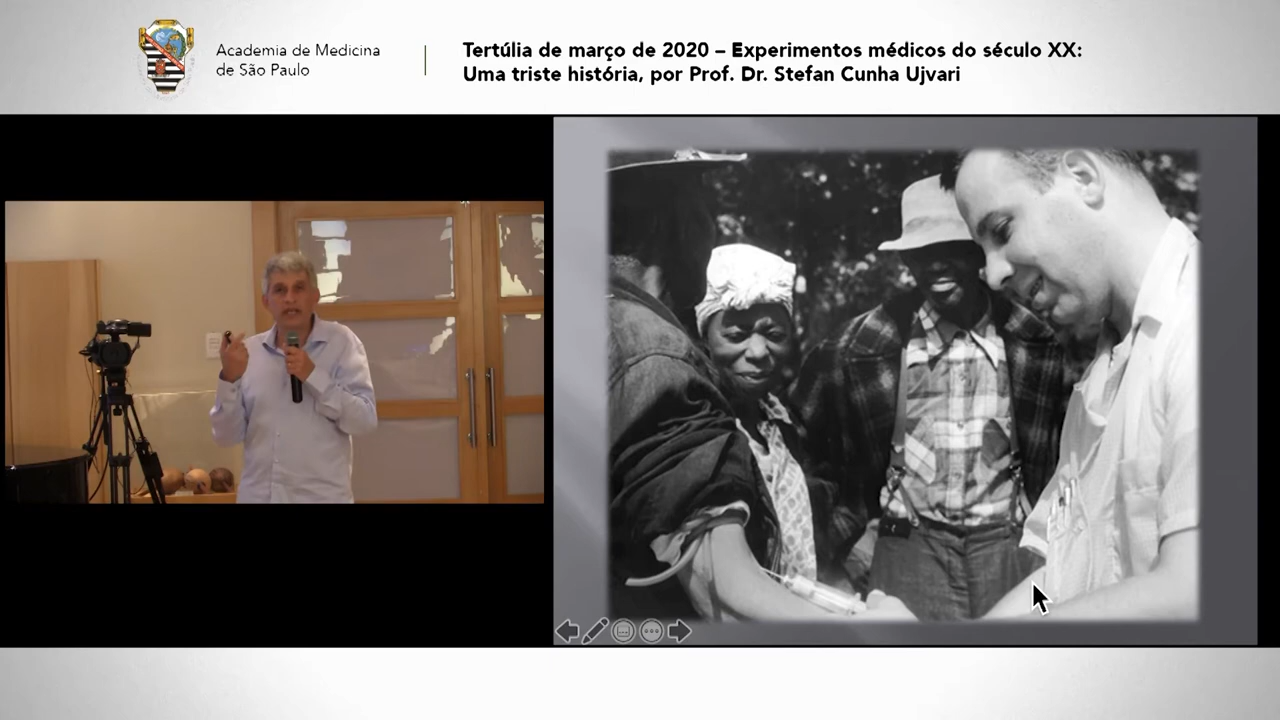 Academia de Medicina
de São Paulo
Tertúlia de março de 2020 – Experimentos médicos do século XX:
Uma triste história, por Prof. Dr. Stefan Cunha Ujvari